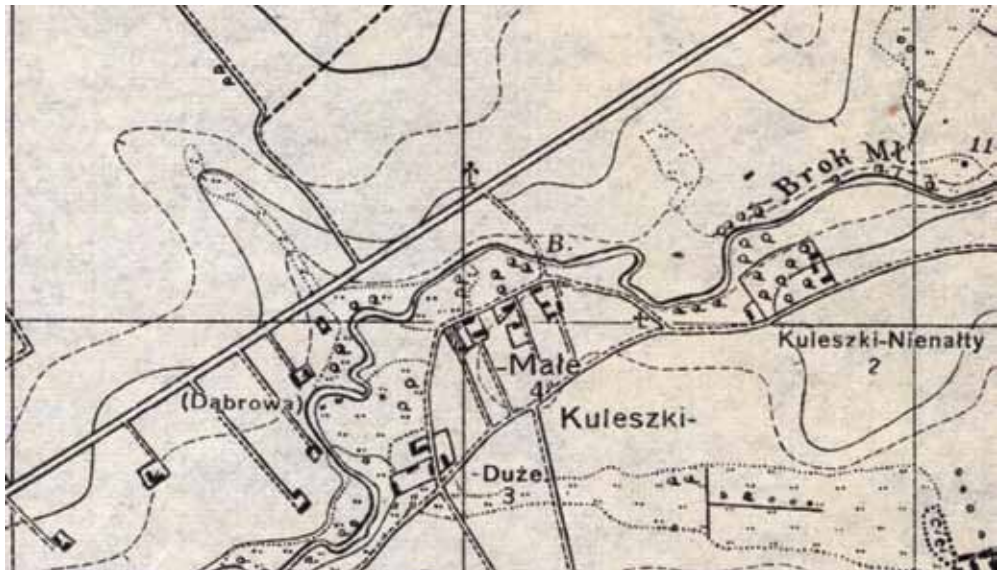 Brok Mł.
11
B.
Kuleszki-Nienałty
2
-Małe
4
(Dąbrowa)
Kuleszki-
-Duże
3